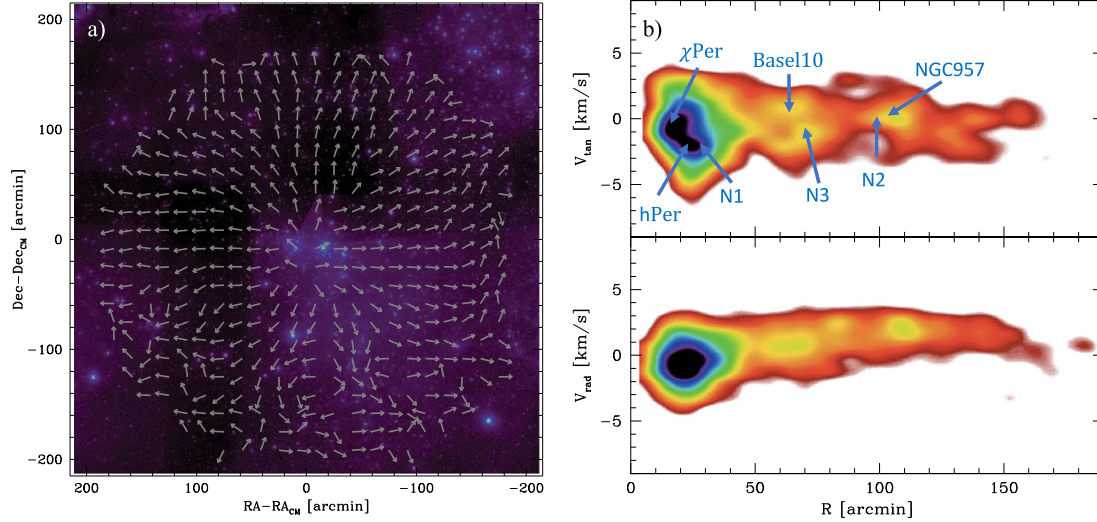 a)
200
100
0
-100
-200
Dec-Dec_CM [arcmin]
200 100 0 -100 -200
RA-RA_CM [arcmin]
b)
χPer
Basel10
NGC957
hPer
N1
N3
N2
5
0
-5
V_tan [km/s]
5
0
-5
V_rad [km/s]
0 50 100 150
R [arcmin]